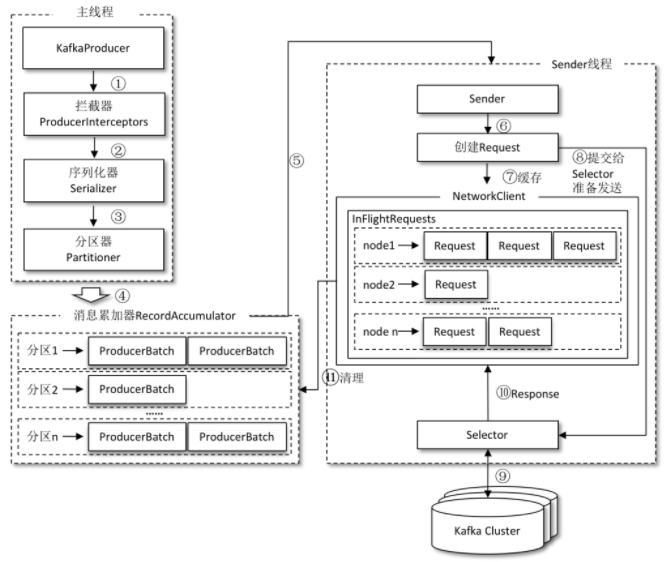 主线程
KafkaProducer
①
拦截器
ProducerInterceptors
②
序列化器
Serializer
③
分区器
Partitioner
④
消息累加器RecordAccumulator
分区1
ProducerBatch
ProducerBatch
分区2
ProducerBatch
......
分区n
ProducerBatch
ProducerBatch
⑤
Sender线程
Sender
⑥
创建Request
⑦缓存
⑧提交给
Selector
准备发送
NetworkClient
InFlightRequests
node1
Request
Request
Request
node2
Request
......
node n
Request
Request
⑪清理
⑩Response
Selector
⑨
Kafka Cluster